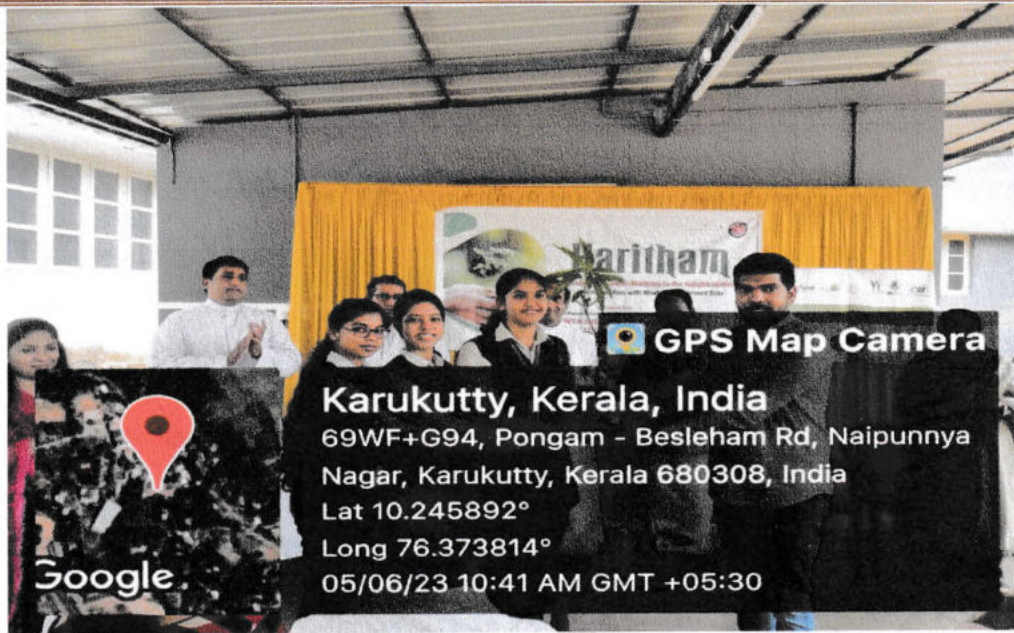 Haritham
GPS Map Camera
Karukutty, Kerala, India
69WF+G94, Pongam - Besleham Rd, Naipunnya
Nagar, Karukutty, Kerala 680308, India
Lat 10.245892°
Long 76.373814°
05/06/23 10:41 AM GMT +05:30
Google